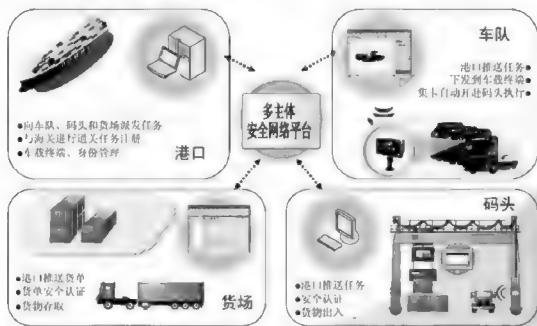 车队
港口推送任务●
下发到车载终端●
集卡自动开赴码头执行●
多主体
安全网络平台
●向车队、码头和货场派发任务
●与海关进行通关任务注册
●车载终端、身份管理
港口
码头
●港口推送货单
●货单安全认证
●货物存取
货场
●港口推送任务
●安全认证
●货物出入